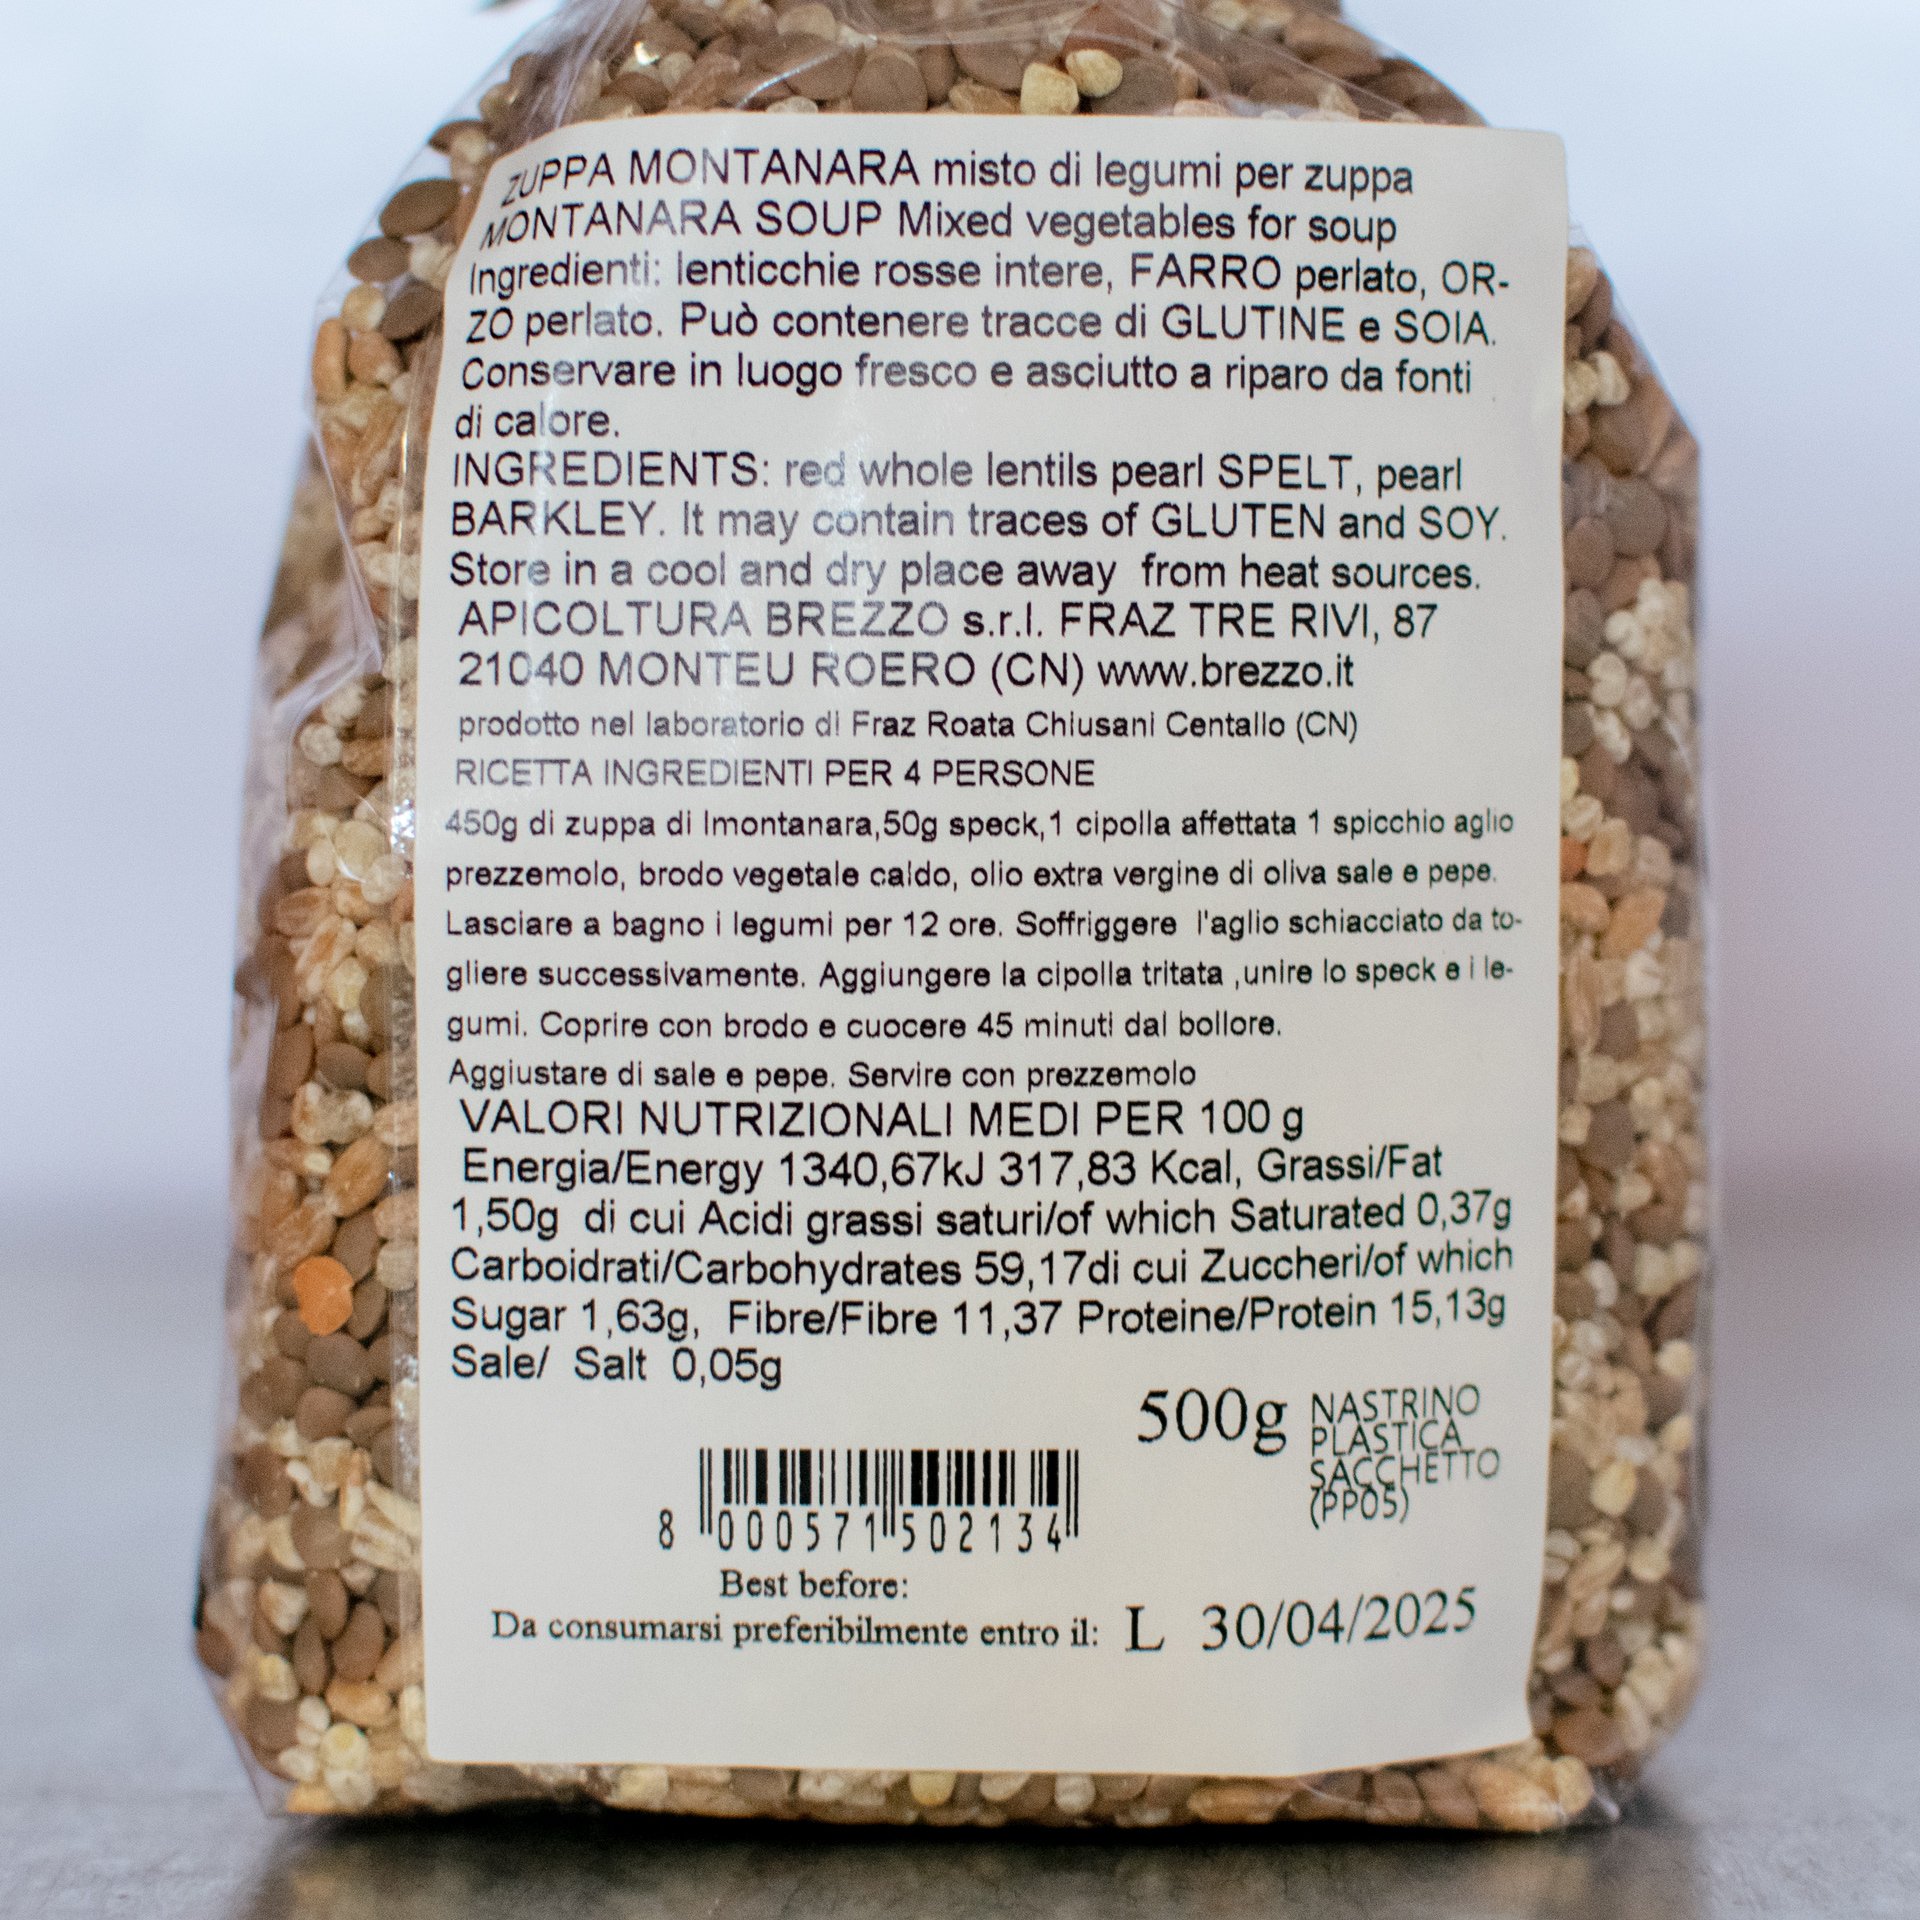 ZUPPA MONTANARA misto di legumi per zuppa
MONTANARA SOUP Mixed vegetables for soup
Ingredienti: lenticchie rosse intere, FARRO perlato, OR-
ZO perlato. Può contenere tracce di GLUTINE e SOIA.
Conservare in luogo fresco e asciutto a riparo da fonti
di calore.
INGREDIENTS: red whole lentils pearl SPELT, pearl
BARKLEY. It may contain traces of GLUTEN and SOY.
Store in a cool and dry place away from heat sources.
APICOLTURA BREZZO s.r.l. FRAZ TRE RIVI, 87
21040 MONTEU ROERO (CN) www.brezzo.it
prodotto nel laboratorio di Fraz Roata Chiusani Centallo (CN)
RICETTA INGREDIENTI PER 4 PERSONE
450g di zuppa di lmontanara,50g speck,1 cipolla affettata 1 spicchio aglio
prezzemolo, brodo vegetale caldo, olio extra vergine di oliva sale e pepe.
Lasciare a bagno i legumi per 12 ore. Soffriggere l'aglio schiacciato da to-
gliere successivamente. Aggiungere la cipolla tritata ,unire lo speck e i le-
gumi. Coprire con brodo e cuocere 45 minuti dal bollore.
Aggiustare di sale e pepe. Servire con prezzemolo
VALORI NUTRIZIONALI MEDI PER 100 g
Energia/Energy 1340,67kJ 317,83 Kcal, Grassi/Fat
1,50g di cui Acidi grassi saturi/of which Saturated 0,37g
Carboidrati/Carbohydrates 59,17di cui Zuccheri/of which
Sugar 1,63g, Fibre/Fibre 11,37 Proteine/Protein 15,13g
Sale/ Salt 0,05g
500g
NASTRINO
PLASTICA
SACCHETTO
(PP05)
8 000571 502134
Best before:
Da consumarsi preferibilmente entro il: L 30/04/2025